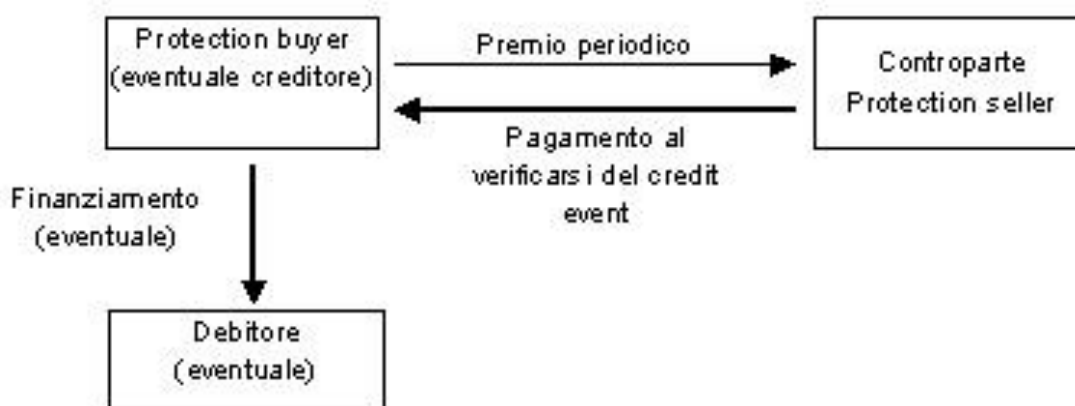 Protection buyer
(eventuale creditore)
Premio periodico
Controparte
Protection seller
Pagamento al
verificarsi del credit
event
Finanziamento
(eventuale)
Debitore
(eventuale)